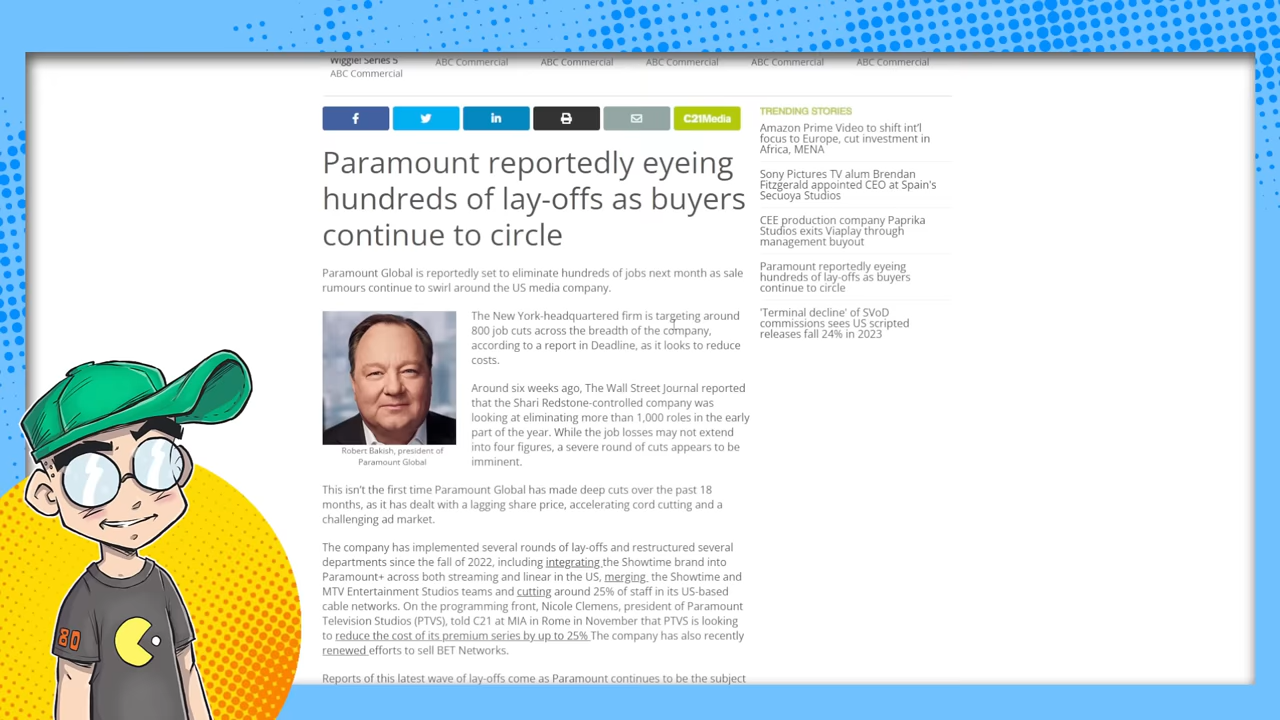 Wiggle! Series 5
ABC Commercial
ABC Commercial
ABC Commercial
ABC Commercial
ABC Commercial
ABC Commercial
C21Media
Paramount reportedly eyeing
hundreds of lay-offs as buyers
continue to circle
Paramount Global is reportedly set to eliminate hundreds of jobs next month as sale
rumours continue to swirl around the US media company.
The New York-headquartered firm is targeting around
800 job cuts across the breadth of the company,
according to a report in Deadline, as it looks to reduce
costs.
Around six weeks ago, The Wall Street Journal reported
that the Shari Redstone-controlled company was
looking at eliminating more than 1,000 roles in the early
part of the year. While the job losses may not extend
into four figures, a severe round of cuts appears to be
imminent.
Robert Bakish, president of
Paramount Global
This isn't the first time Paramount Global has made deep cuts over the past 18
months, as it has dealt with a lagging share price, accelerating cord cutting and a
challenging ad market.
The company has implemented several rounds of lay-offs and restructured several
departments since the fall of 2022, including integrating the Showtime brand into
Paramount+ across both streaming and linear in the US, merging the Showtime and
MTV Entertainment Studios teams and cutting around 25% of staff in its US-based
cable networks. On the programming front, Nicole Clemens, president of Paramount
Television Studios (PTVS), told C21 at MIA in Rome in November that PTVS is looking
to reduce the cost of its premium series by up to 25% The company has also recently
renewed efforts to sell BET Networks.
Reports of this latest wave of lay-offs come as Paramount continues to be the subject
TRENDING STORIES
Amazon Prime Video to shift int'l
focus to Europe, cut investment in
Africa, MENA
Sony Pictures TV alum Brendan
Fitzgerald appointed CEO at Spain's
Secuoya Studios
CEE production company Paprika
Studios exits Viaplay through
management buyout
Paramount reportedly eyeing
hundreds of lay-offs as buyers
continue to circle
'Terminal decline' of SVoD
commissions sees US scripted
releases fall 24% in 2023
80